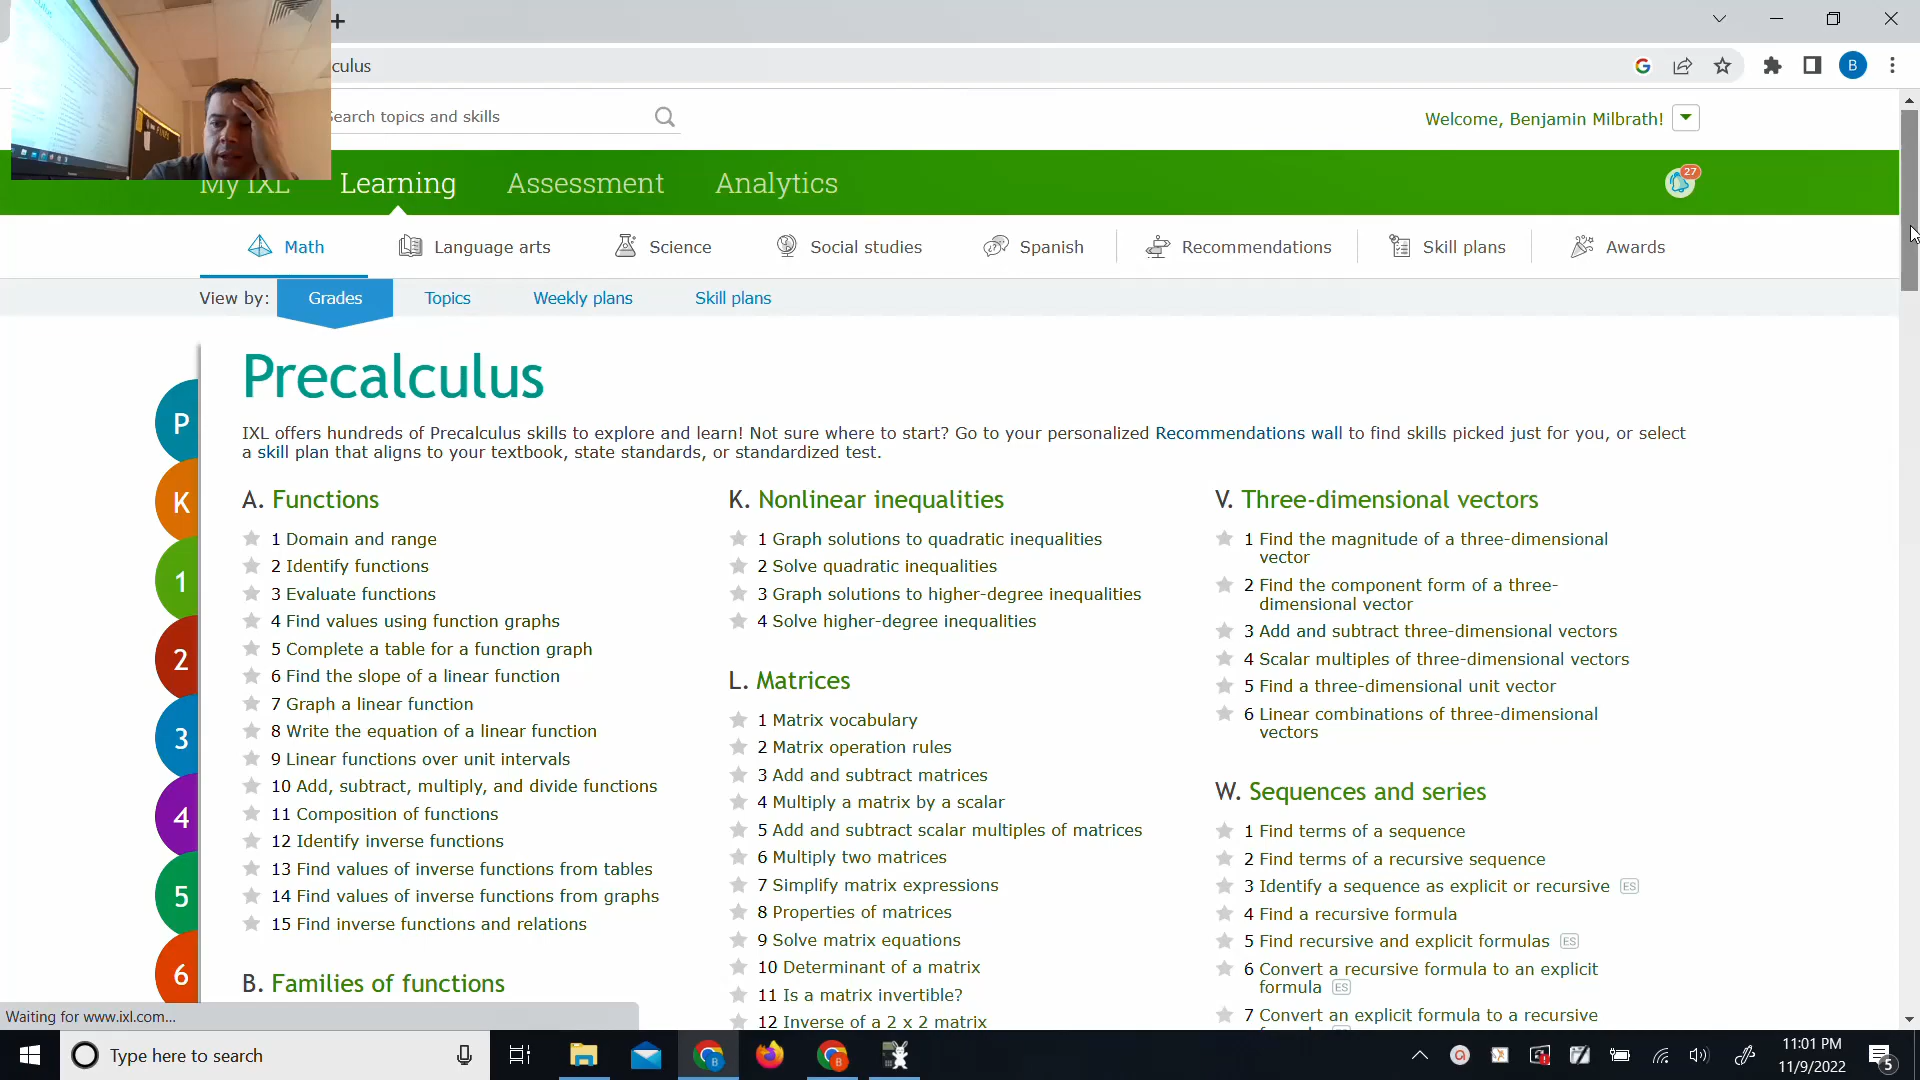 culus
Search topics and skills
Welcome, Benjamin Milbrath!
My IXL
Learning
Assessment
Analytics
27
Math
Language arts
Science
Social studies
Spanish
Recommendations
Skill plans
Awards
View by:
Grades
Topics
Weekly plans
Skill plans
Precalculus
IXL offers hundreds of Precalculus skills to explore and learn! Not sure where to start? Go to your personalized Recommendations wall to find skills picked just for you, or select
a skill plan that aligns to your textbook, state standards, or standardized test.
P
K
1
2
3
4
5
6
A. Functions
1 Domain and range
2 Identify functions
3 Evaluate functions
4 Find values using function graphs
5 Complete a table for a function graph
6 Find the slope of a linear function
7 Graph a linear function
8 Write the equation of a linear function
9 Linear functions over unit intervals
10 Add, subtract, multiply, and divide functions
11 Composition of functions
12 Identify inverse functions
13 Find values of inverse functions from tables
14 Find values of inverse functions from graphs
15 Find inverse functions and relations
B. Families of functions
K. Nonlinear inequalities
1 Graph solutions to quadratic inequalities
2 Solve quadratic inequalities
3 Graph solutions to higher-degree inequalities
4 Solve higher-degree inequalities
L. Matrices
1 Matrix vocabulary
2 Matrix operation rules
3 Add and subtract matrices
4 Multiply a matrix by a scalar
5 Add and subtract scalar multiples of matrices
6 Multiply two matrices
7 Simplify matrix expressions
8 Properties of matrices
9 Solve matrix equations
10 Determinant of a matrix
11 Is a matrix invertible?
12 Inverse of a 2 x 2 matrix
V. Three-dimensional vectors
1 Find the magnitude of a three-dimensional
vector
2 Find the component form of a three-
dimensional vector
3 Add and subtract three-dimensional vectors
4 Scalar multiples of three-dimensional vectors
5 Find a three-dimensional unit vector
6 Linear combinations of three-dimensional
vectors
W. Sequences and series
1 Find terms of a sequence
2 Find terms of a recursive sequence
3 Identify a sequence as explicit or recursive ES
4 Find a recursive formula
5 Find recursive and explicit formulas ES
6 Convert a recursive formula to an explicit
formula ES
7 Convert an explicit formula to a recursive
Waiting for www.ixl.com...
Type here to search
11:01 PM
11/9/2022
5
B